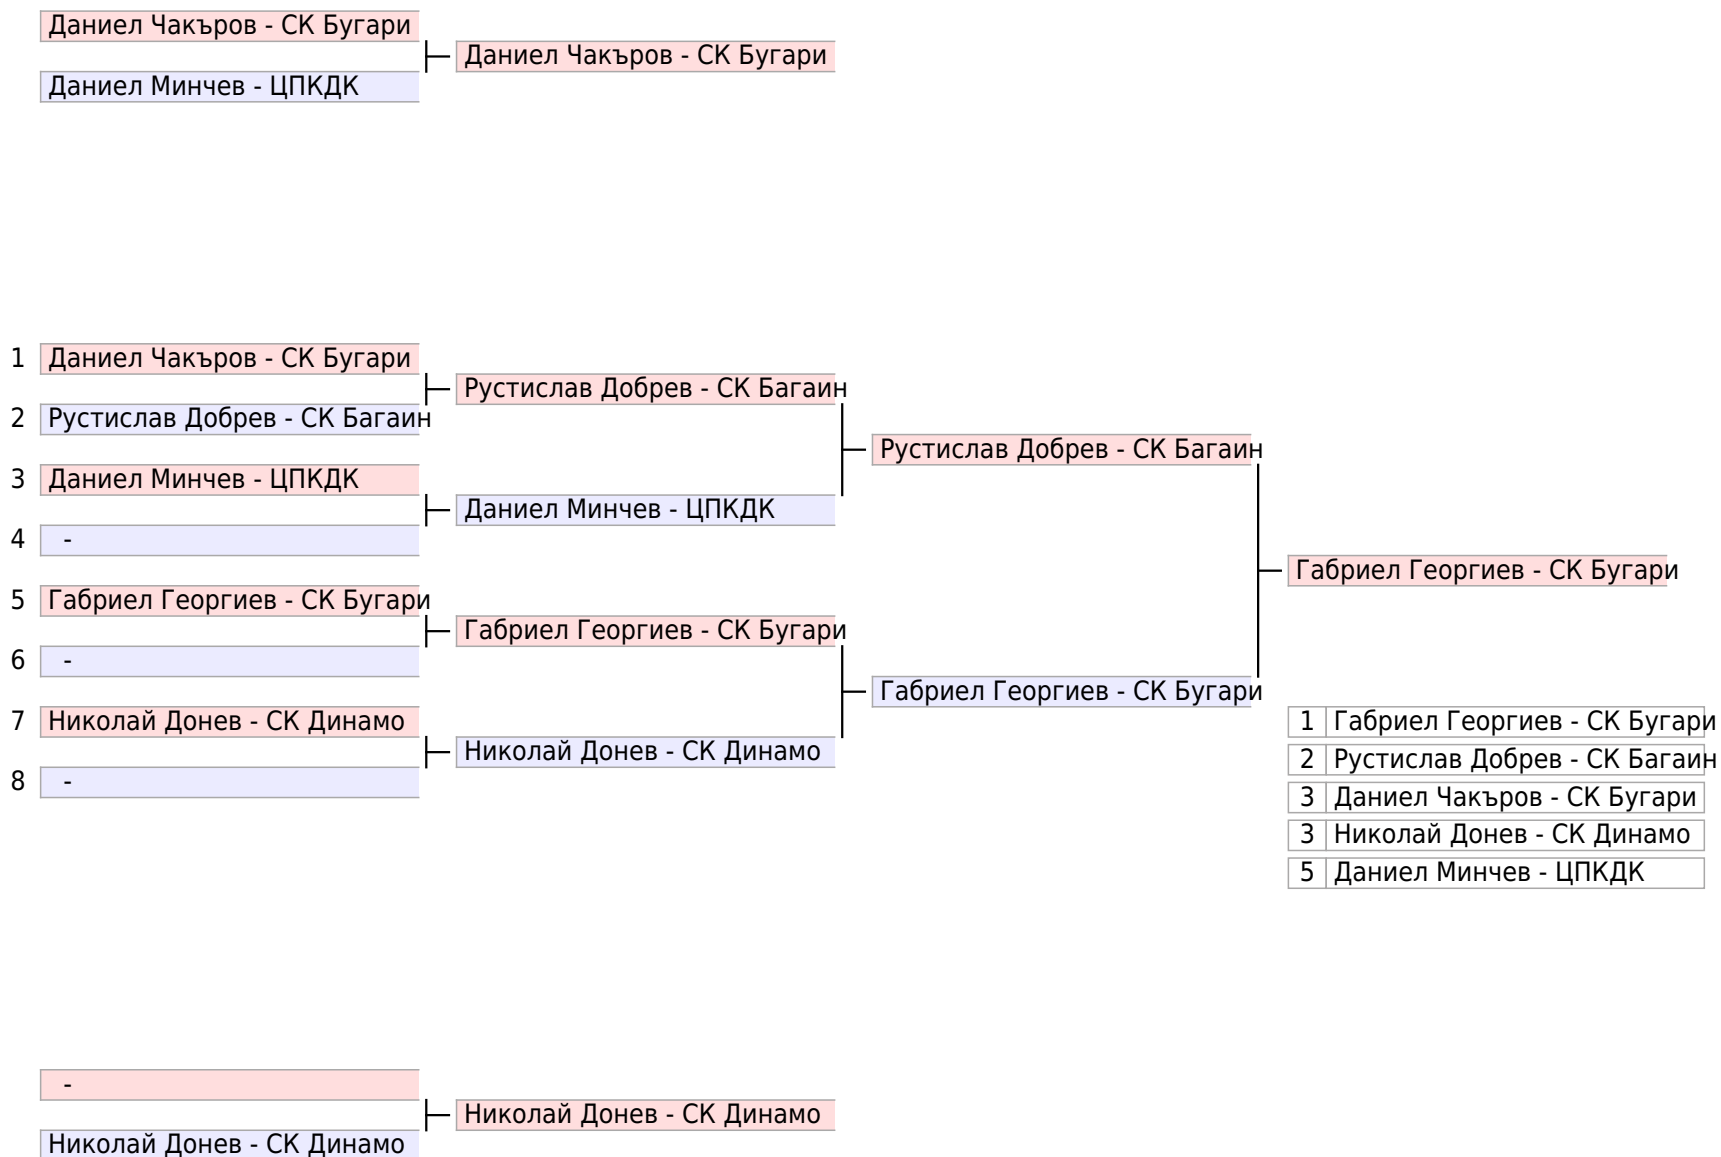 Даниел Чакъров - СК Бугари
Даниел Чакъров - СК Бугари
Даниел Минчев - ЦПКДК
1 Даниел Чакъров - СК Бугари
Рустислав Добрев - СК Багаин
2 Рустислав Добрев - СК Багаин
Рустислав Добрев - СК Багаин
3 Даниел Минчев - ЦПКДК
Даниел Минчев - ЦПКДК
4 -
Габриел Георгиев - СК Бугари
5 Габриел Георгиев - СК Бугари
Габриел Георгиев - СК Бугари
6 -
Габриел Георгиев - СК Бугари
7 Николай Донев - СК Динамо
Николай Донев - СК Динамо
8 -
1 Габриел Георгиев - СК Бугари
2 Рустислав Добрев - СК Багаин
3 Даниел Чакъров - СК Бугари
3 Николай Донев - СК Динамо
5 Даниел Минчев - ЦПКДК
-
Николай Донев - СК Динамо
Николай Донев - СК Динамо